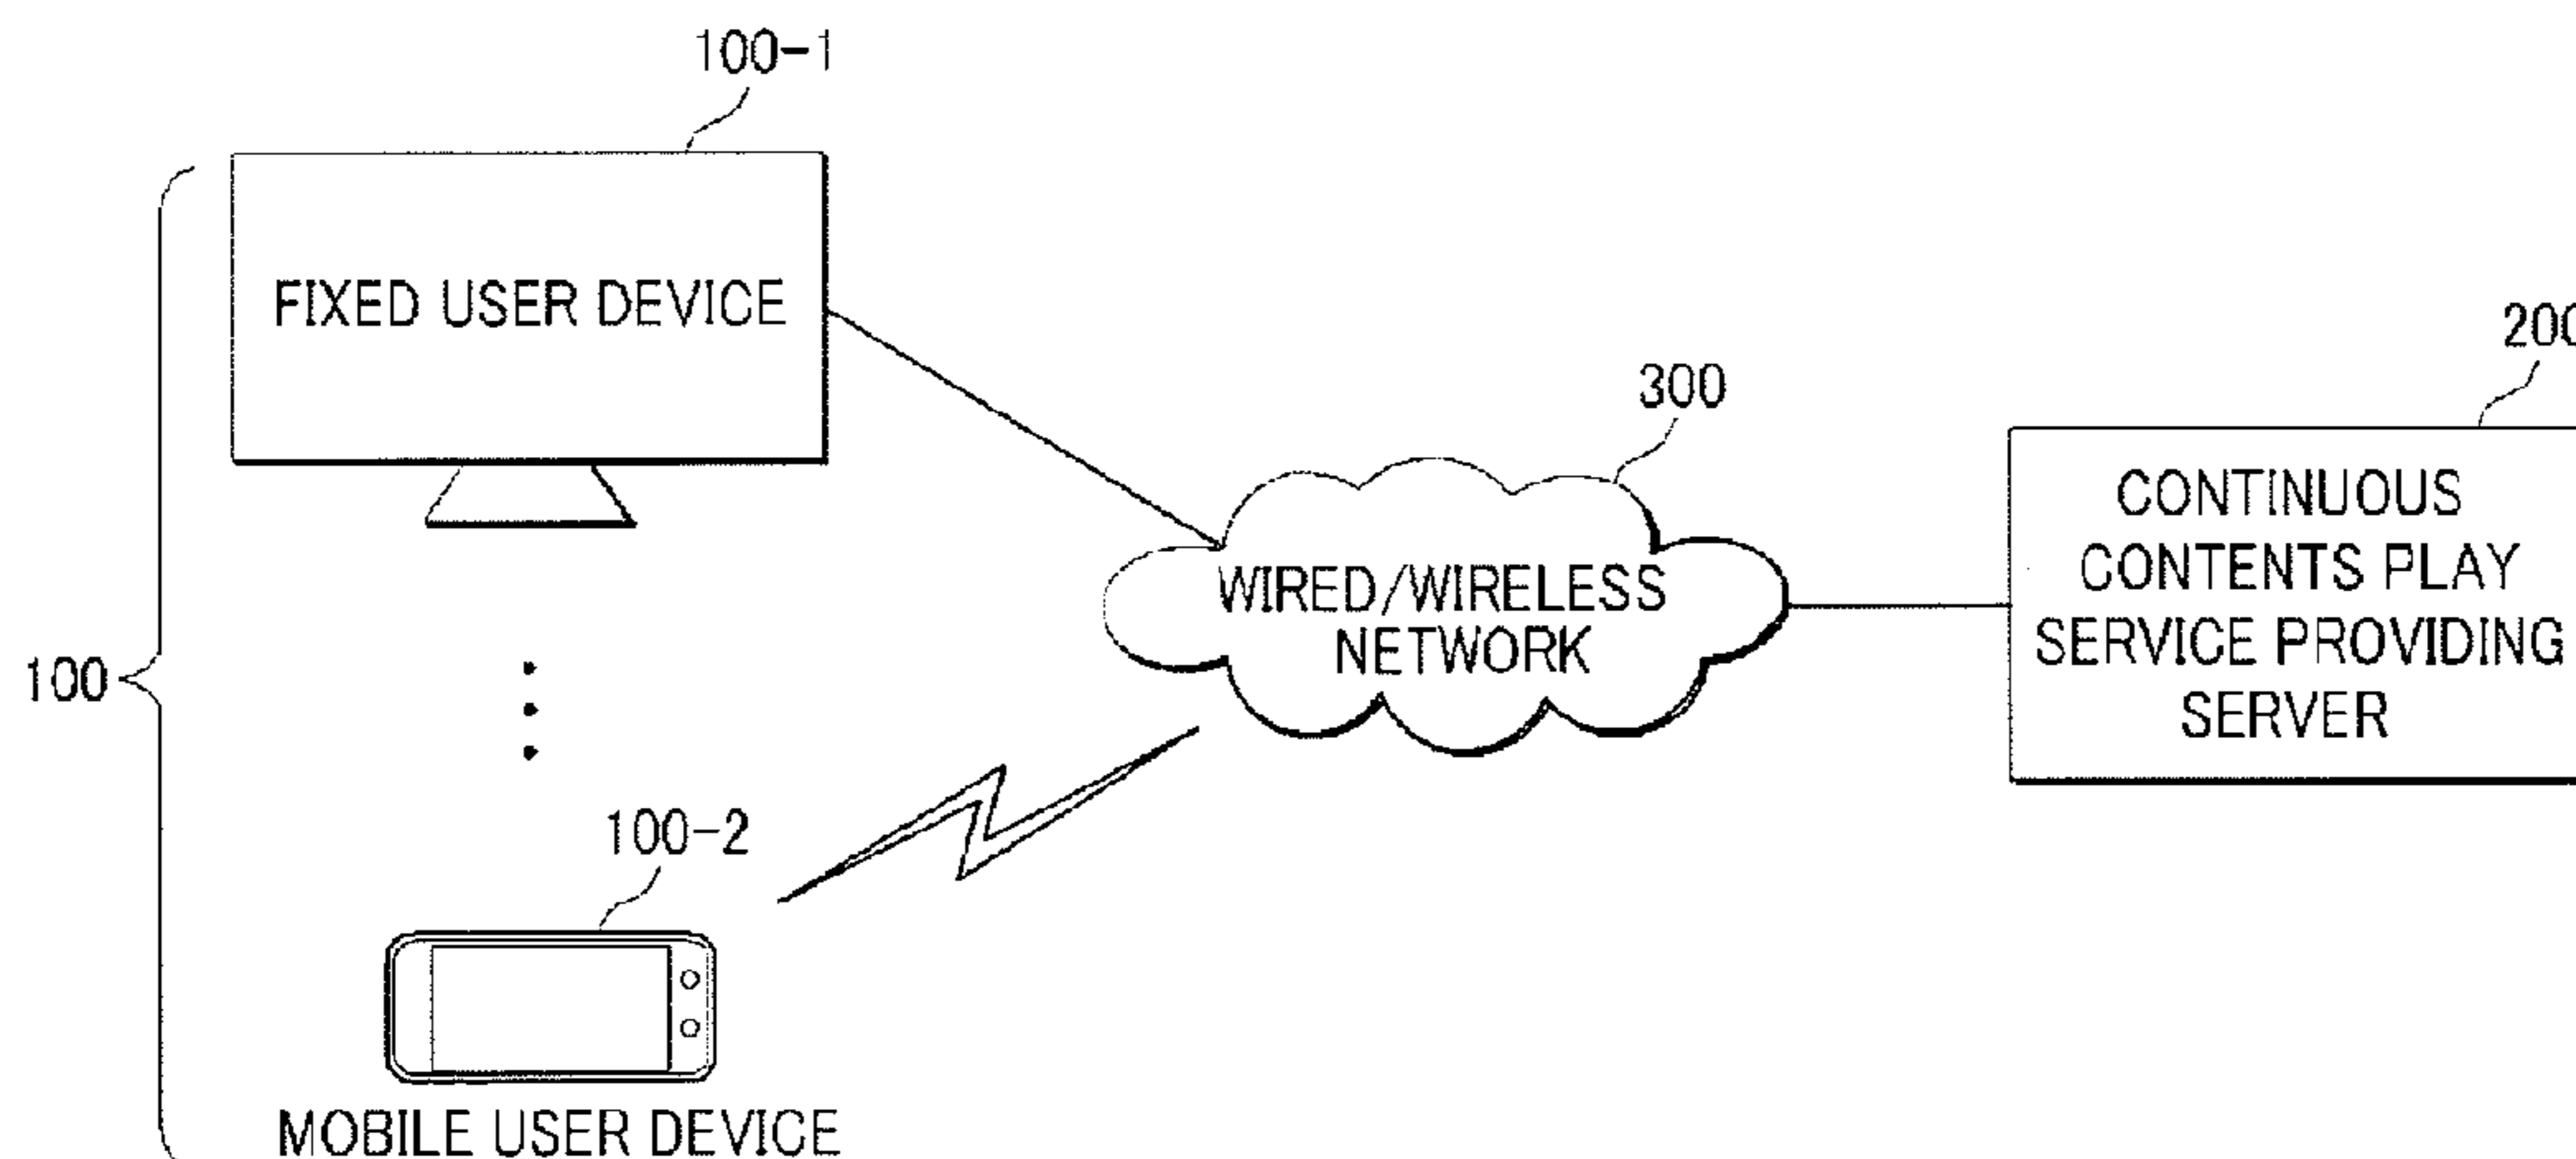 100-1
FIXED USER DEVICE
200
300
CONTINUOUS
CONTENTS PLAY
SERVICE PROVIDING
SERVER
WIRED/WIRELESS
NETWORK
100
100-2
MOBILE USER DEVICE